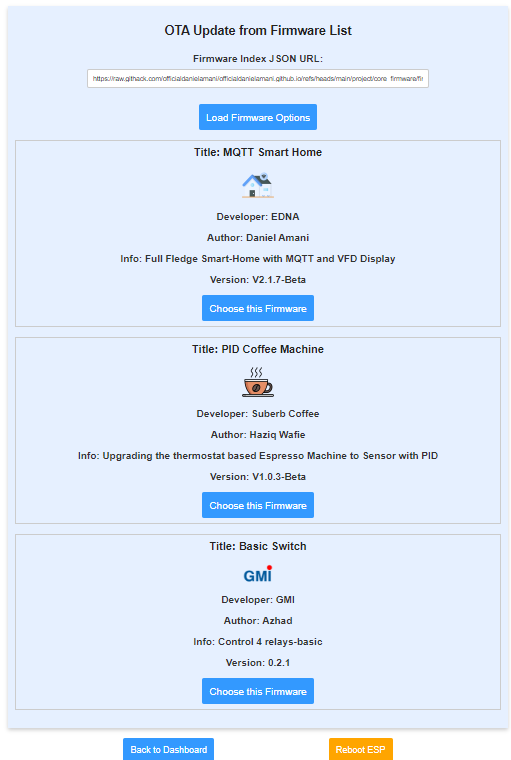 OTA Update from Firmware List
Firmware Index JSON URL:
https://raw.githack.com/officialdanielamani/officialdanielamani.github.io/refs/heads/main/project/core_firmware/fi
Load Firmware Options
Title: MQTT Smart Home
Developer: EDNA
Author: Daniel Amani
Info: Full Fledge Smart-Home with MQTT and VFD Display
Version: V2.1.7-Beta
Choose this Firmware
Title: PID Coffee Machine
Developer: Suberb Coffee
Author: Haziq Wafie
Info: Upgrading the thermostat based Espresso Machine to Sensor with PID
Version: V1.0.3-Beta
Choose this Firmware
Title: Basic Switch
GMI
Developer: GMI
Author: Azhad
Info: Control 4 relays-basic
Version: 0.2.1
Choose this Firmware
Back to Dashboard
Reboot ESP